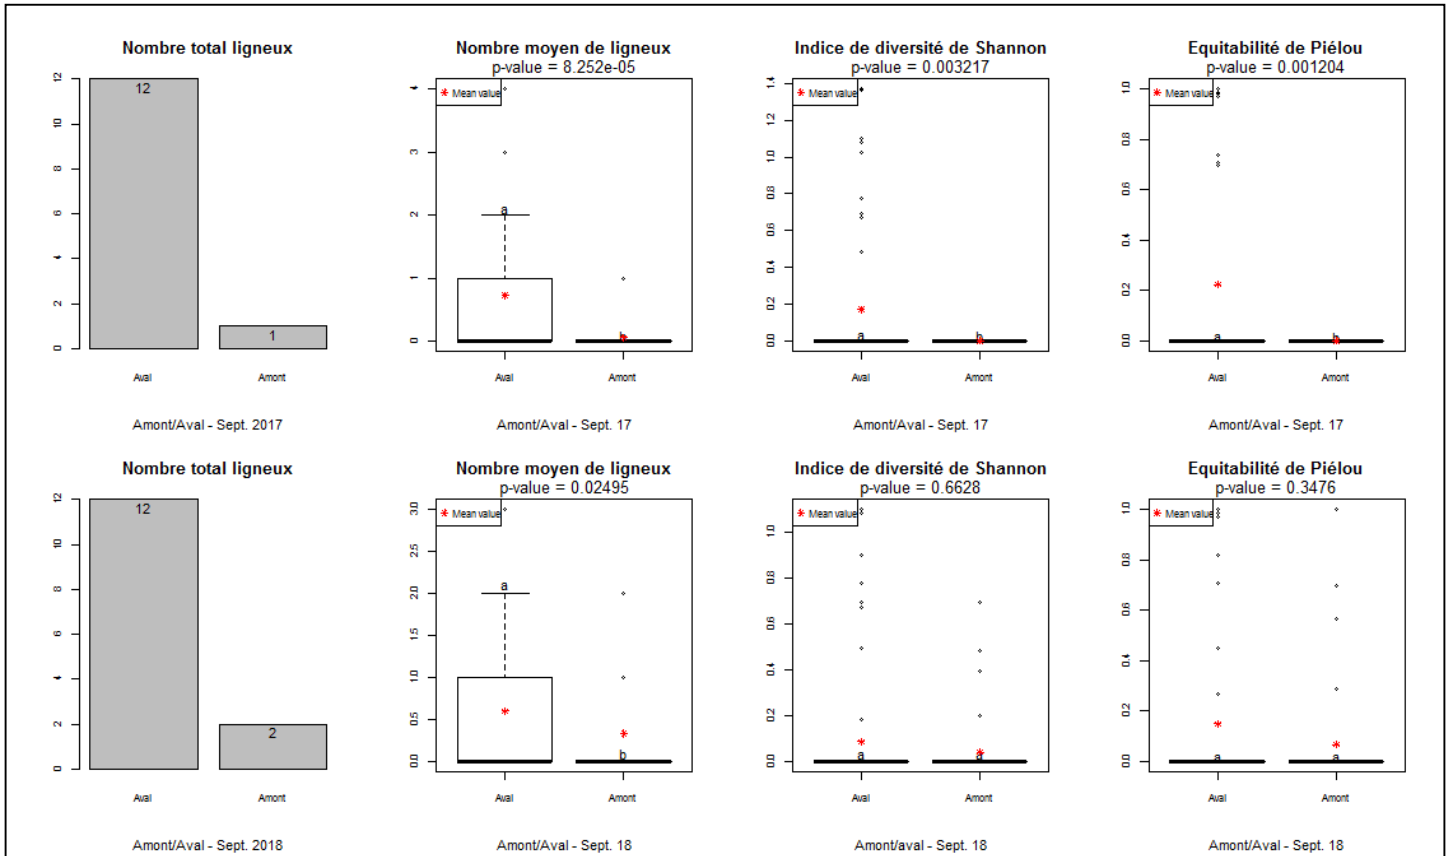 Nombre total ligneux
12
10
8
6
4
2
0
12
1
Aval
Amont
Amont/Aval - Sept. 2017
Nombre moyen de ligneux
p-value = 8.252e-05
* Mean value
4
3
2
1
0
a
b
Aval
Amont
Amont/Aval - Sept. 17
Indice de diversité de Shannon
p-value = 0.003217
* Mean value
1.4
1.2
1.0
0.8
0.6
0.4
0.2
0.0
a
b
Aval
Amont
Amont/Aval - Sept. 17
Equitabilité de Piélou
p-value = 0.001204
* Mean value
1.0
0.8
0.6
0.4
0.2
0.0
a
b
Aval
Amont
Amont/Aval - Sept. 17
Nombre total ligneux
12
10
8
6
4
2
0
12
2
Aval
Amont
Amont/Aval - Sept. 2018
Nombre moyen de ligneux
p-value = 0.02495
* Mean value
3.0
2.5
2.0
1.5
1.0
0.5
0.0
a
b
Aval
Amont
Amont/Aval - Sept. 18
Indice de diversité de Shannon
p-value = 0.6628
* Mean value
1.0
0.8
0.6
0.4
0.2
0.0
a
a
Aval
Amont
Amont/Aval - Sept. 18
Equitabilité de Piélou
p-value = 0.3476
* Mean value
1.0
0.8
0.6
0.4
0.2
0.0
a
a
Aval
Amont
Amont/Aval - Sept. 18